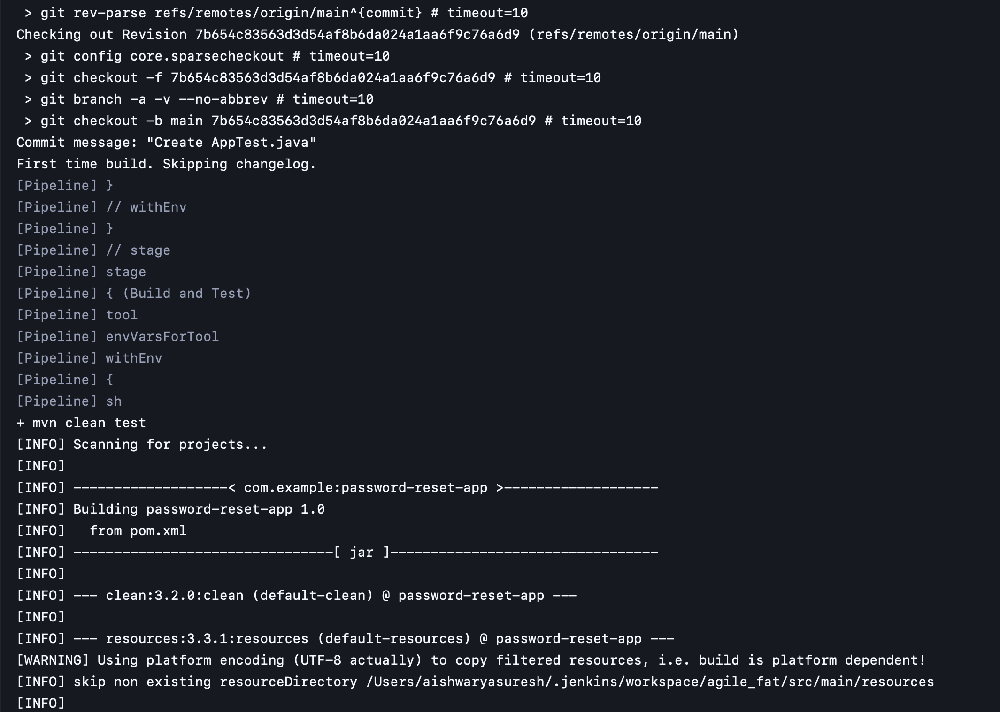 > git rev-parse refs/remotes/origin/main^{commit} # timeout=10
Checking out Revision 7b654c83563d3d54af8b6da024a1aa6f9c76a6d9 (refs/remotes/origin/main)
> git config core.sparsecheckout # timeout=10
> git checkout -f 7b654c83563d3d54af8b6da024a1aa6f9c76a6d9 # timeout=10
> git branch -a -v --no-abbrev # timeout=10
> git checkout -b main 7b654c83563d3d54af8b6da024a1aa6f9c76a6d9 # timeout=10
Commit message: "Create AppTest.java"
First time build. Skipping changelog.
[Pipeline] }
[Pipeline] // withEnv
[Pipeline] }
[Pipeline] // stage
[Pipeline] stage
[Pipeline] { (Build and Test)
[Pipeline] tool
[Pipeline] envVarsForTool
[Pipeline] withEnv
[Pipeline] {
[Pipeline] sh
+ mvn clean test
[INFO] Scanning for projects...
[INFO]
[INFO] -------------------< com.example:password-reset-app >-------------------
[INFO] Building password-reset-app 1.0
[INFO]   from pom.xml
[INFO] --------------------------------[ jar ]---------------------------------
[INFO]
[INFO] --- clean:3.2.0:clean (default-clean) @ password-reset-app ---
[INFO]
[INFO] --- resources:3.3.1:resources (default-resources) @ password-reset-app ---
[WARNING] Using platform encoding (UTF-8 actually) to copy filtered resources, i.e. build is platform dependent!
[INFO] skip non existing resourceDirectory /Users/aishwaryasuresh/.jenkins/workspace/agile_fat/src/main/resources
[INFO]